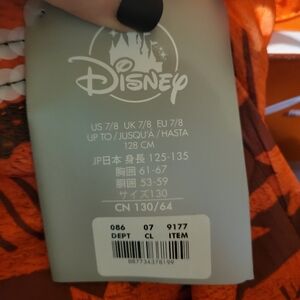 Disney
US 7/8 UK 7/8 EU 7/8
UP TO/JUSQU'À/HASTA
128 CM
JP日本 身長 125-135
胸囲 61-67
胴囲 53-59
サイズ130
CN 130/64
086 07 9177
DEPT CL ITEM